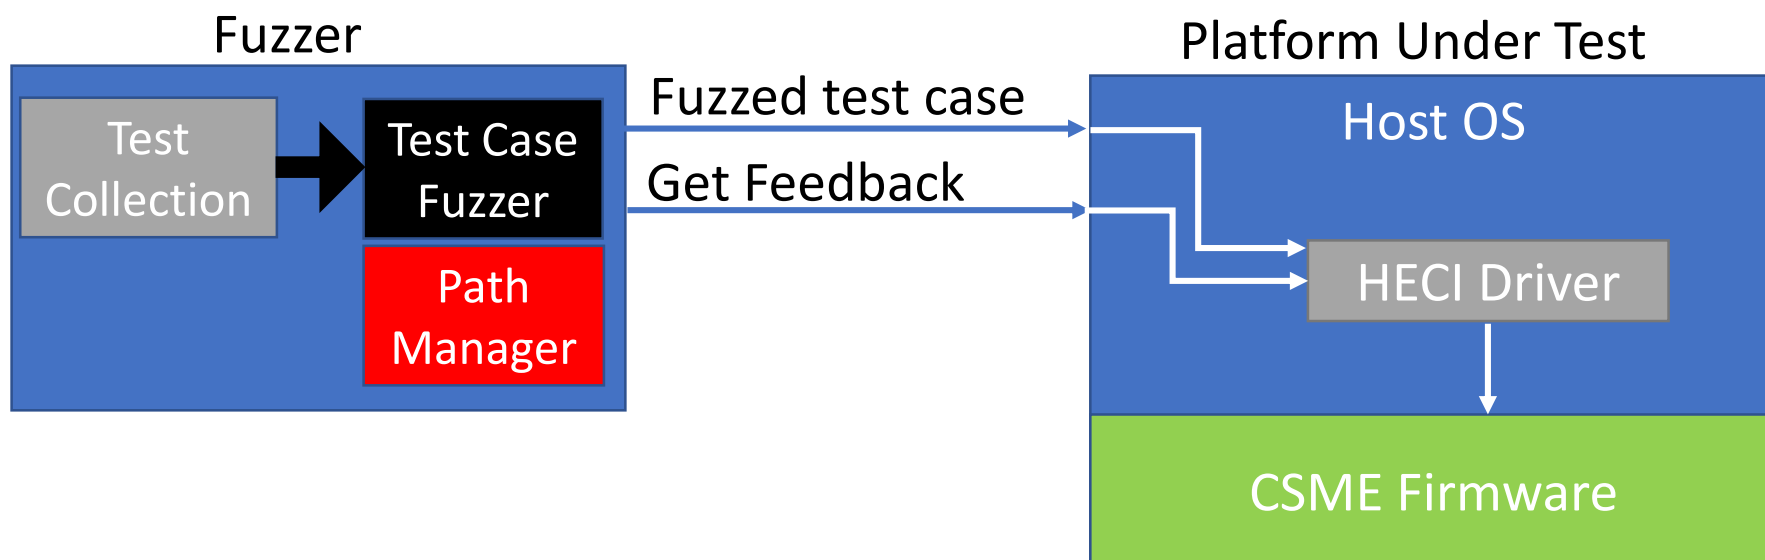 Fuzzer
Test
Collection
Test Case
Fuzzer
Path
Manager
Fuzzed test case
Get Feedback
Platform Under Test
Host OS
HECI Driver
CSME Firmware